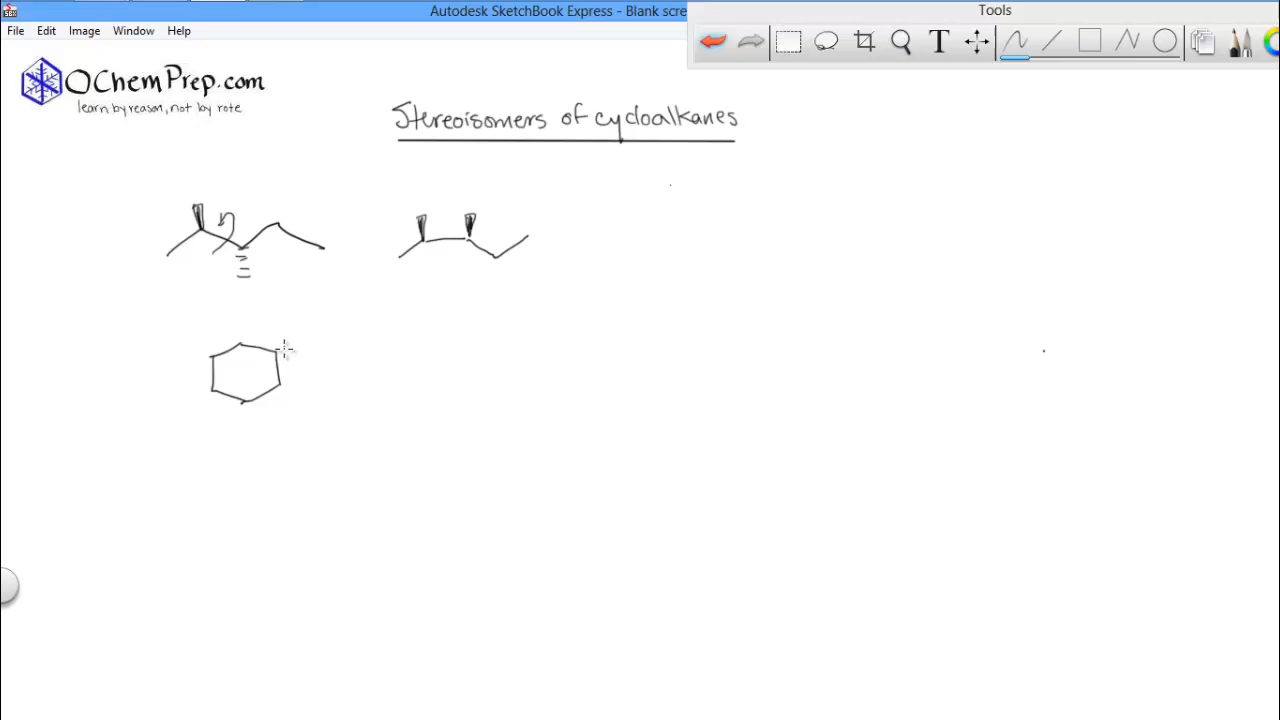 Autodesk SketchBook Express - Blank scre
Tools
File Edit Image Window Help
T
OChemPrep.com
learn by reason, not by rote
Stereoisomers of cycloalkanes